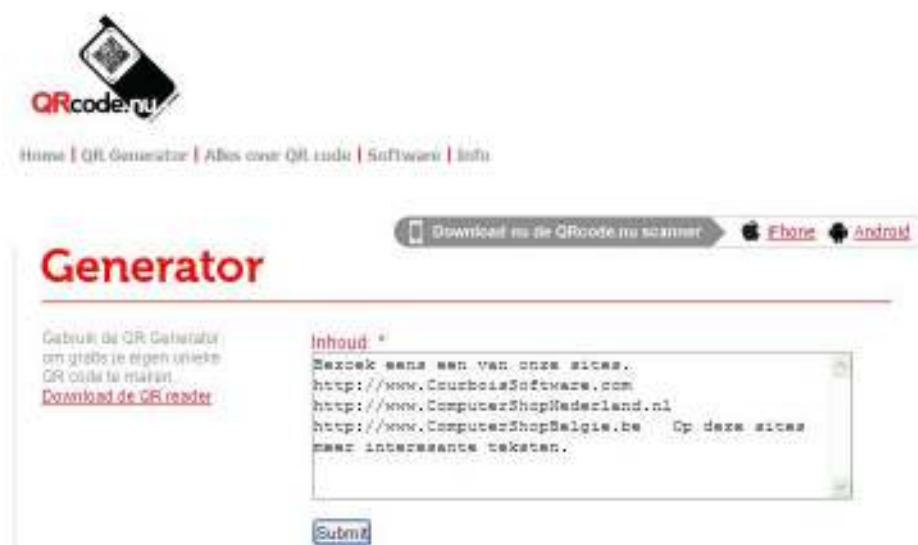 QRcode.nu
Home | QR Generator | Alles over QR code | Software | Info
Download nu de QRcode.nu scanner iPhone Android
Generator
Gebruik de QR Generator
om gratis je eigen unieke
QR code te maken.
Download de QR reader
Inhoud: *
Bezoek eens een van onze sites.
http://www.CourboisSoftware.com
http://www.ComputerShopNederland.nl
http://www.ComputerShopBelgie.be Op deze sites
meer interessante teksten.
Submit